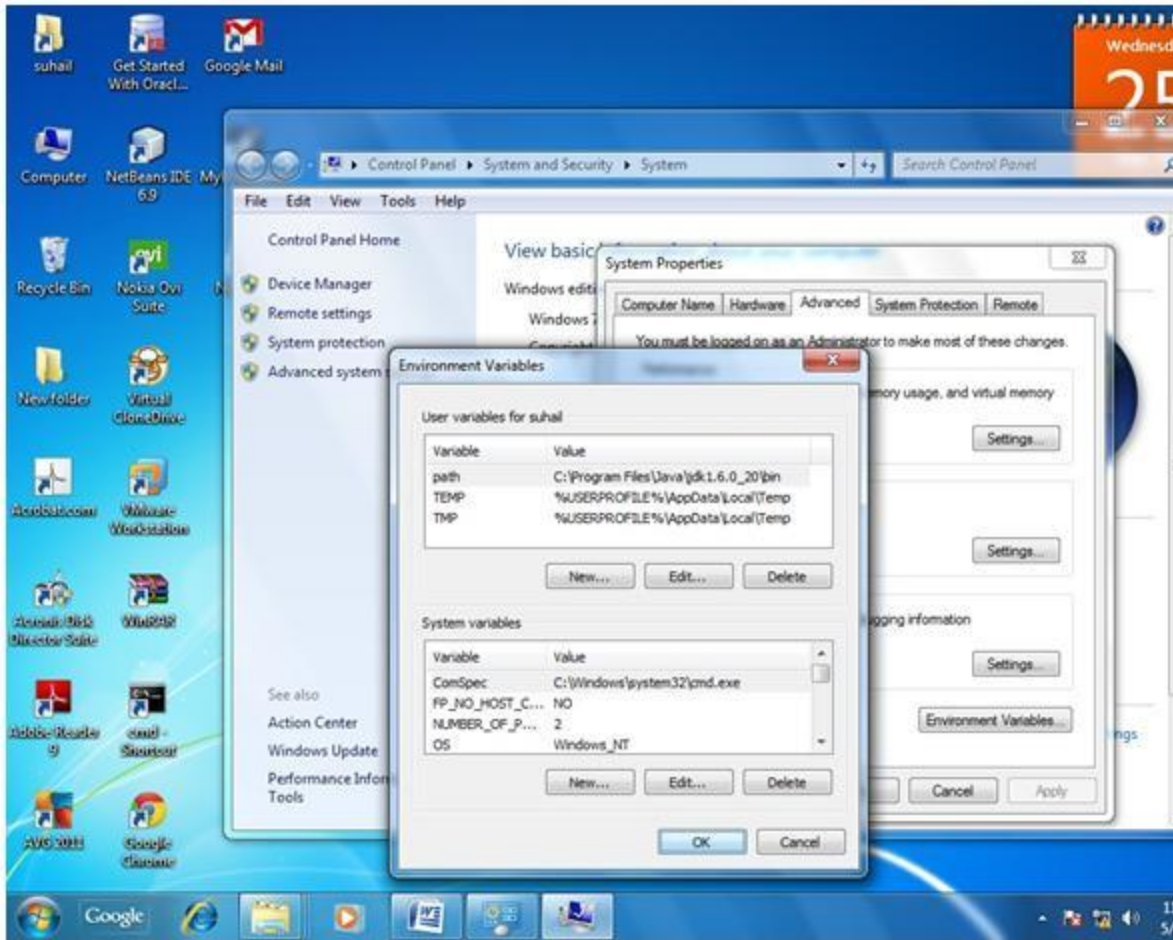 suhail
Get Started With Oracl...
Google Mail
Wednesd
25
Computer
NetBeans IDE 6.9
My
Recycle Bin
Nokia Ovi Suite
ovi
New folder
Virtual CloneDrive
Acrobat.com
VMware Workstation
Acronis Disk Director Suite
WinRAR
Adobe Reader 9
cmd - Shortcut
AVG 2011
Google Chrome
Control Panel System and Security System
Search Control Panel
File Edit View Tools Help
Control Panel Home
Device Manager
Remote settings
System protection
Advanced system
See also
Action Center
Windows Update
Performance Infor
Tools
View basic
Windows editi
Windows 7
Copyright
System Properties
Computer Name Hardware Advanced System Protection Remote
You must be logged on as an Administrator to make most of these changes.
Performance
emory usage, and virtual memory
Settings...
Settings...
ugging information
Settings...
Environment Variables...
Cancel Apply
ngs
Environment Variables
User variables for suhail
Variable Value
path C:\Program Files\Java\jdk1.6.0_20\bin
TEMP %USERPROFILE%\AppData\Local\Temp
TMP %USERPROFILE%\AppData\Local\Temp
New... Edit... Delete
System variables
Variable Value
ComSpec C:\Windows\system32\cmd.exe
FP_NO_HOST_C... NO
NUMBER_OF_P... 2
OS Windows_NT
New... Edit... Delete
OK Cancel
Google